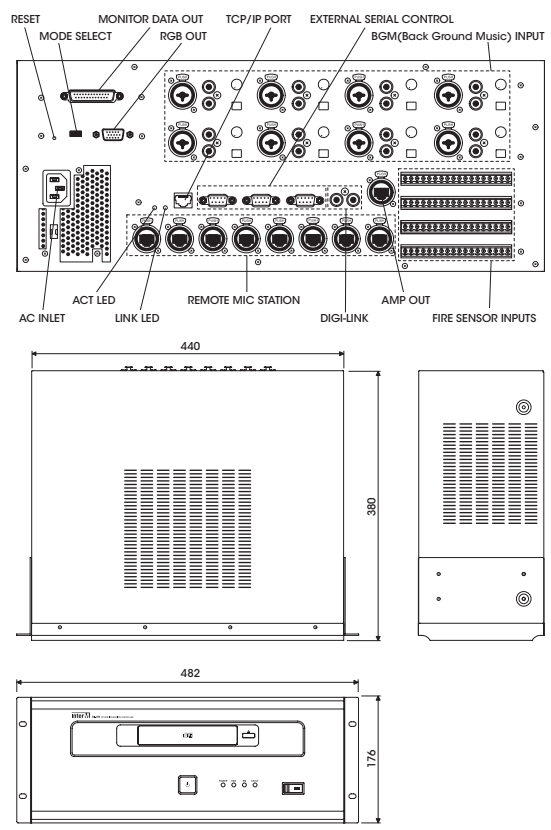 RESET
MONITOR DATA OUT
TCP/IP PORT
EXTERNAL SERIAL CONTROL
MODE SELECT
RGB OUT
BGM(Back Ground Music) INPUT
ACT LED
REMOTE MIC STATION
AMP OUT
AC INLET
LINK LED
DIGI-LINK
FIRE SENSOR INPUTS
440
380
482
Inter-M
176